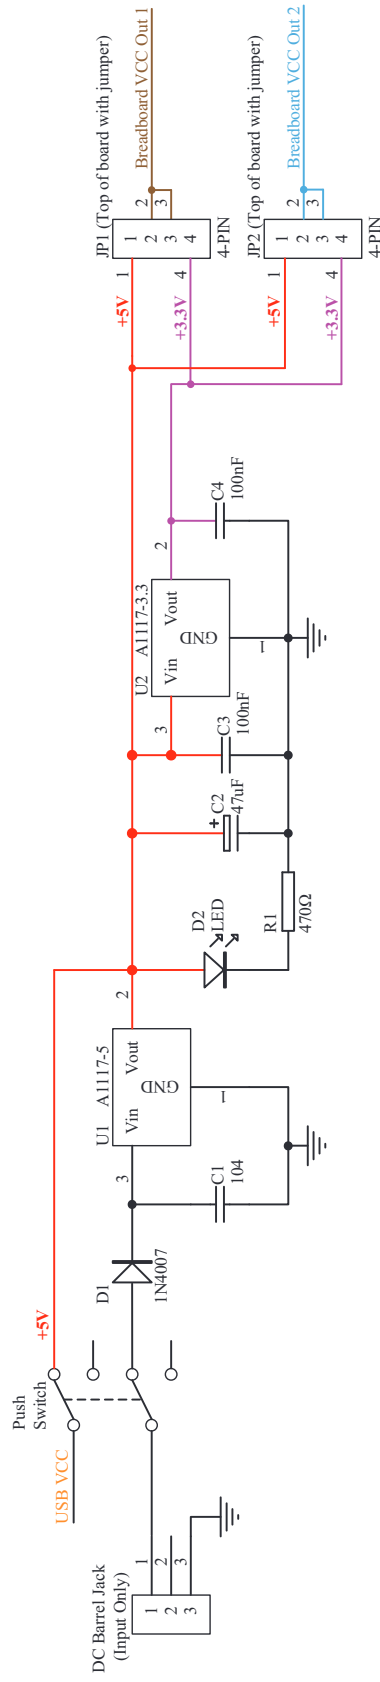 DC Barrel Jack
(Input Only)
1
2
3
1
2
3
USB VCC
Push
Switch
+5V
D1
1N4007
3
U1
A1117-5
Vin
Vout
GND
1
2
C1
104
D2
LED
R1
470Ω
+
C2
47uF
C3
100nF
3
U2
A1117-3.3
Vin
Vout
GND
1
2
C4
100nF
JP1 (Top of board with jumper)
+5V
+3.3V
1
4
1
2
3
4
4-PIN
2
3
Breadboard VCC Out 1
JP2 (Top of board with jumper)
+5V
+3.3V
1
4
1
2
3
4
4-PIN
2
3
Breadboard VCC Out 2